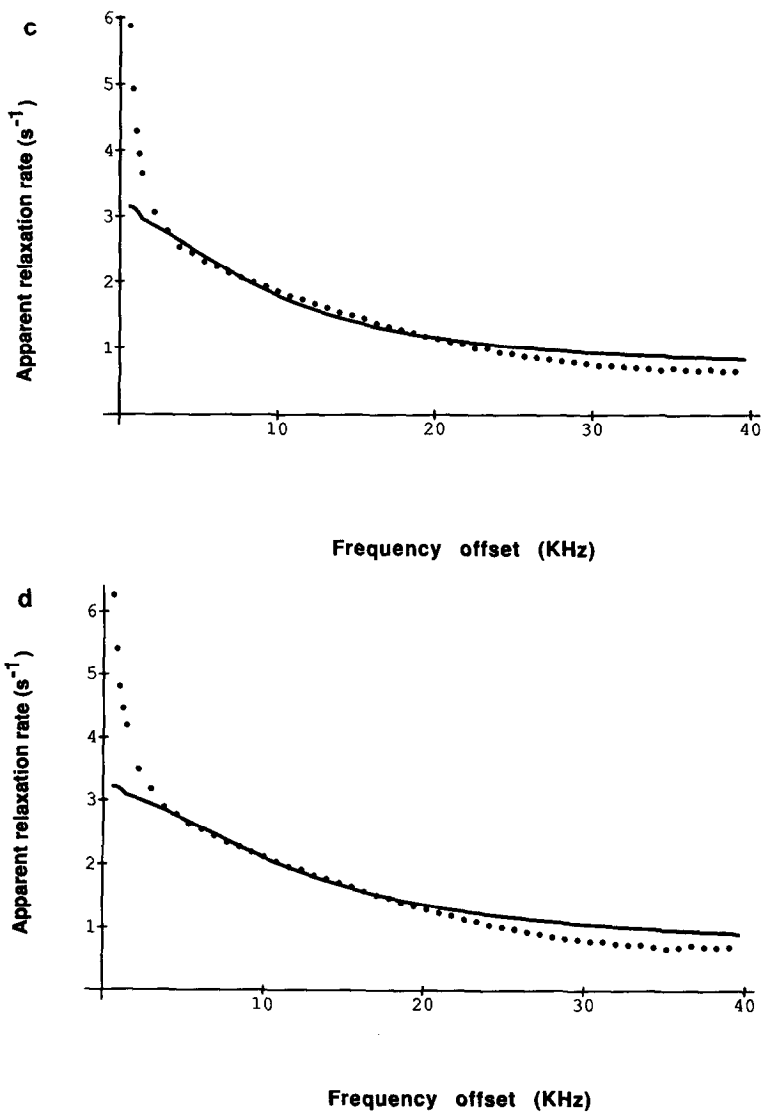 c
Apparent relaxation rate (s⁻¹)
6
5
4
3
2
1
10 20 30 40
Frequency offset (KHz)
d
Apparent relaxation rate (s⁻¹)
6
5
4
3
2
1
10 20 30 40
Frequency offset (KHz)